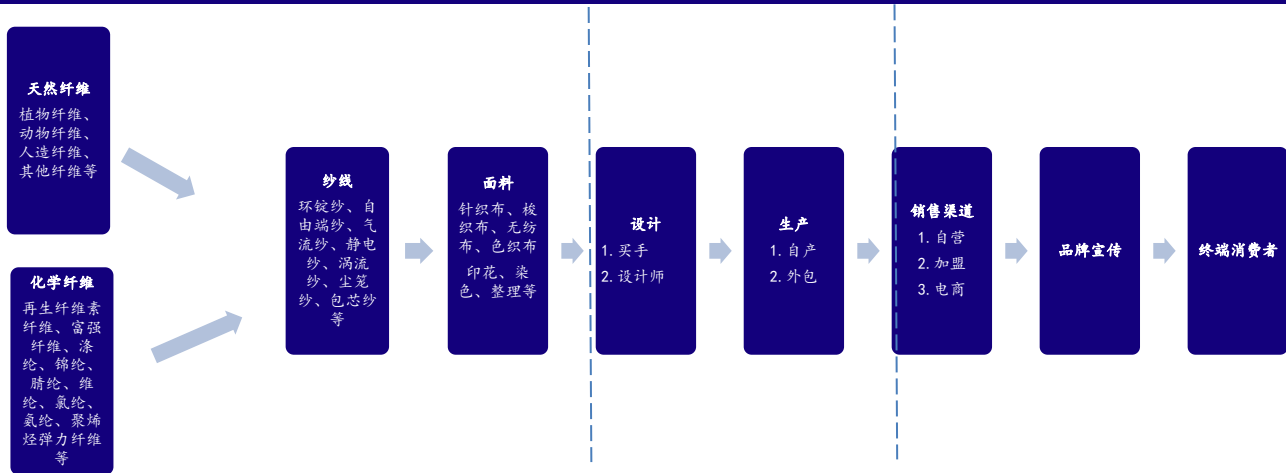 天然纤维
植物纤维、
动物纤维、
人造纤维、
其他纤维等
化学纤维
再生纤维素
纤维、富强
纤维、涤
纶、锦纶、
腈纶、维
纶、氯纶、
氨纶、聚烯
烃弹力纤维
等
纱线
环锭纱、自
由端纱、气
流纱、静电
纱、涡流
纱、尘笼
纱、包芯纱
等
面料
针织布、梭
织布、无纺
布、色织布
印花、染
色、整理等
设计
1. 买手
2. 设计师
生产
1. 自产
2. 外包
销售渠道
1. 自营
2. 加盟
3. 电商
品牌宣传
终端消费者